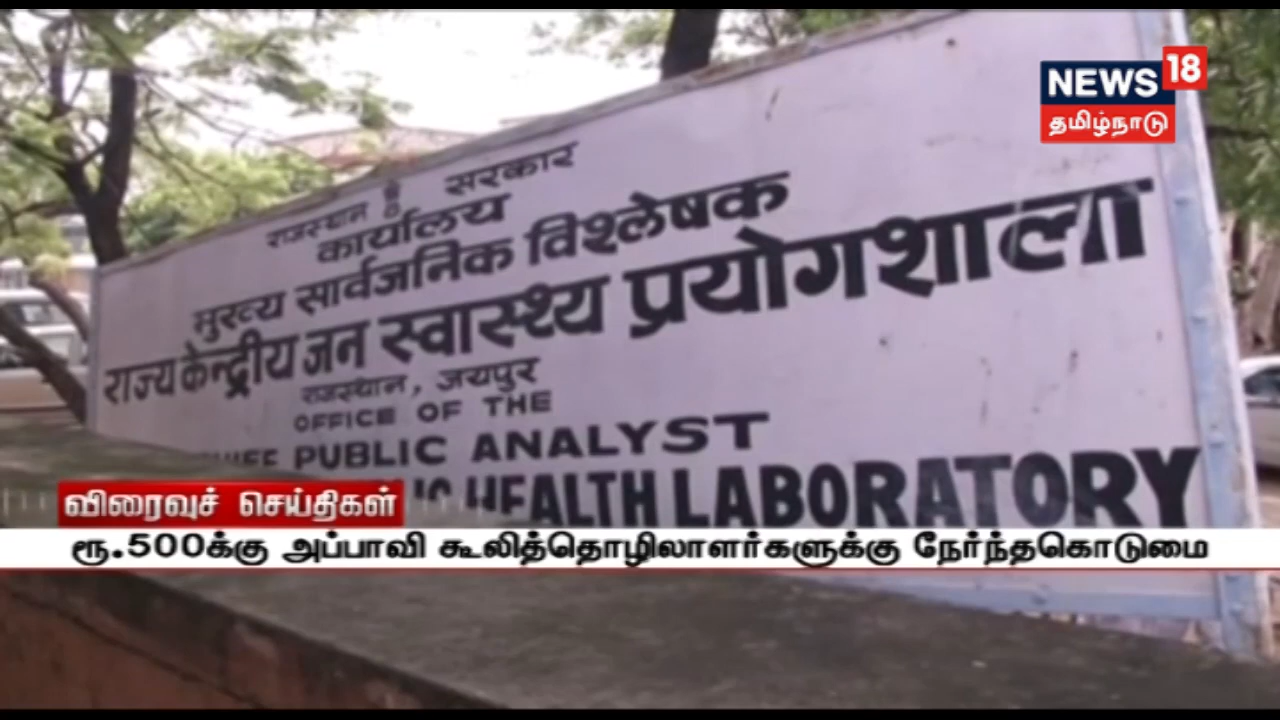 NEWS 18
தமிழ்நாடு
राजस्थान सरकार
कार्यालय
मुख्य सार्वजनिक विश्लेषक
राज्य केन्द्रीय जन स्वास्थ्य प्रयोगशाला
राजस्थान, जयपुर
OFFICE OF THE
PUBLIC ANALYST
HEALTH LABORATORY
விரைவுச் செய்திகள்
ரூ.500க்கு அப்பாவி கூலித்தொழிலாளர்களுக்கு நேர்ந்தகொடுமை